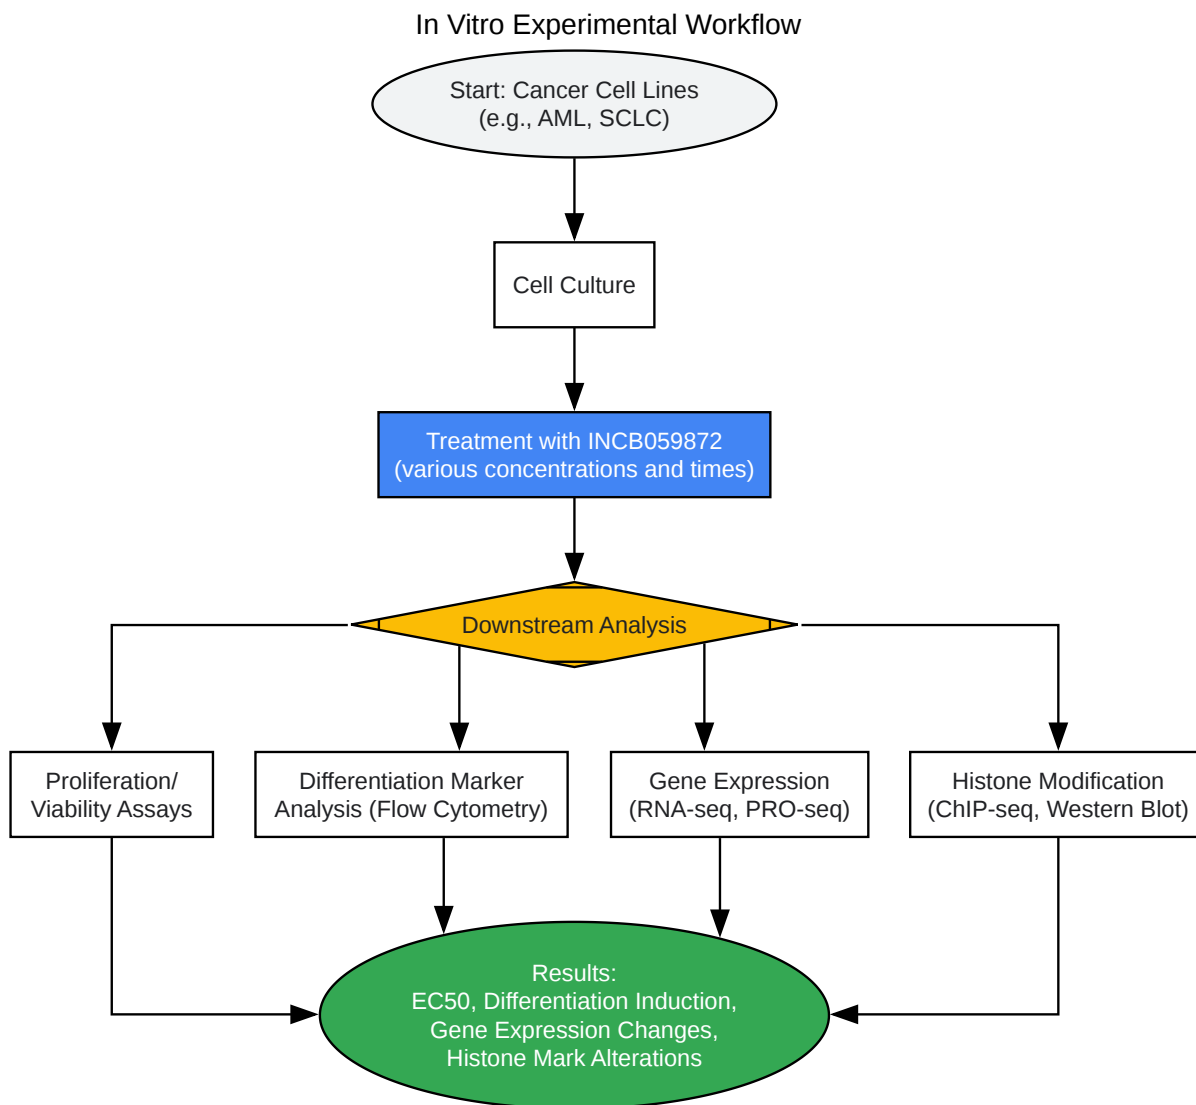 In Vitro Experimental Workflow
Start: Cancer Cell Lines
(e.g., AML, SCLC)
Cell Culture
Treatment with INCB059872
(various concentrations and times)
Downstream Analysis
Proliferation/
Viability Assays
Differentiation Marker
Analysis (Flow Cytometry)
Gene Expression
(RNA-seq, PRO-seq)
Histone Modification
(ChIP-seq, Western Blot)
Results:
EC50, Differentiation Induction,
Gene Expression Changes,
Histone Mark Alterations